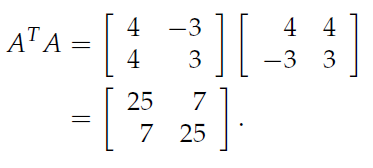 A^T A = [ 4 −3 ; 4 3 ] [ 4 4 ; −3 3 ]
= [ 25 7 ; 7 25 ] .